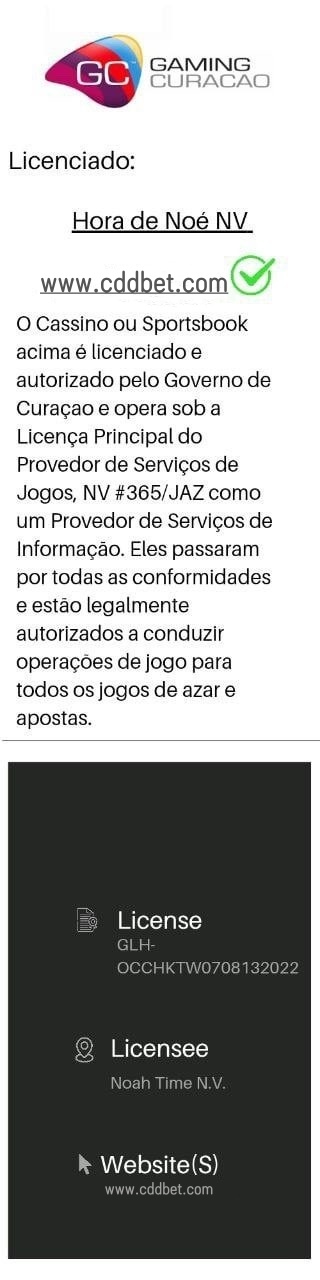 GC GAMING
CURACAO
Licenciado:
Hora de Noé NV
www.cddbet.com
O Cassino ou Sportsbook
acima é licenciado e
autorizado pelo Governo de
Curaçao e opera sob a
Licença Principal do
Provedor de Serviços de
Jogos, NV #365/JAZ como
um Provedor de Serviços de
Informação. Eles passaram
por todas as conformidades
e estão legalmente
autorizados a conduzir
operações de jogo para
todos os jogos de azar e
apostas.
License
GLH-
OCCHKTW0708132022
Licensee
Noah Time N.V.
Website(S)
www.cddbet.com